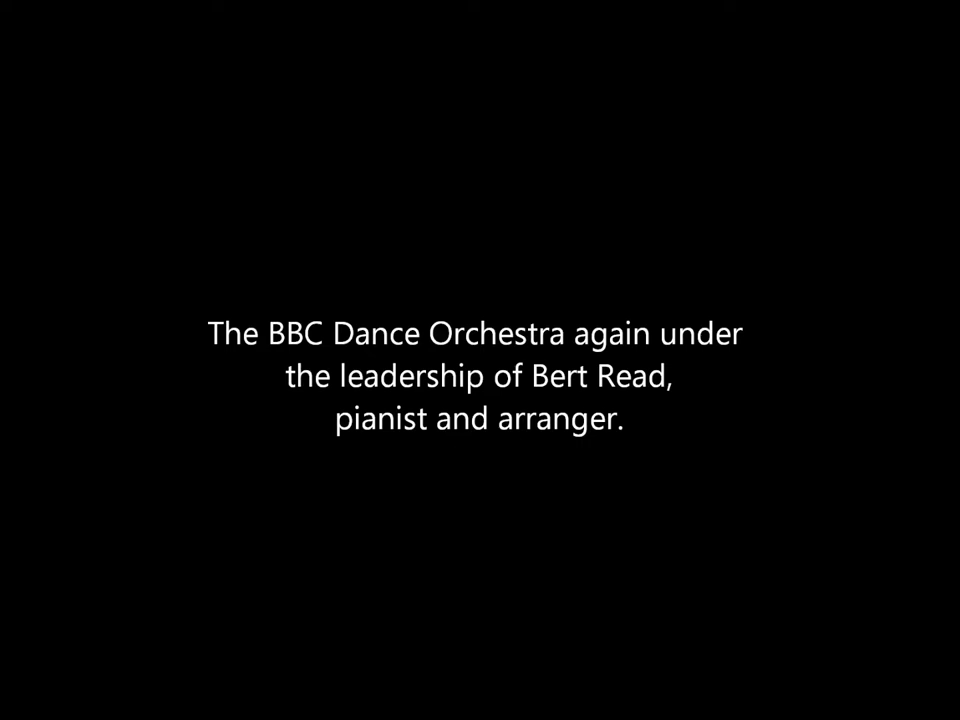 The BBC Dance Orchestra again under
the leadership of Bert Read,
pianist and arranger.